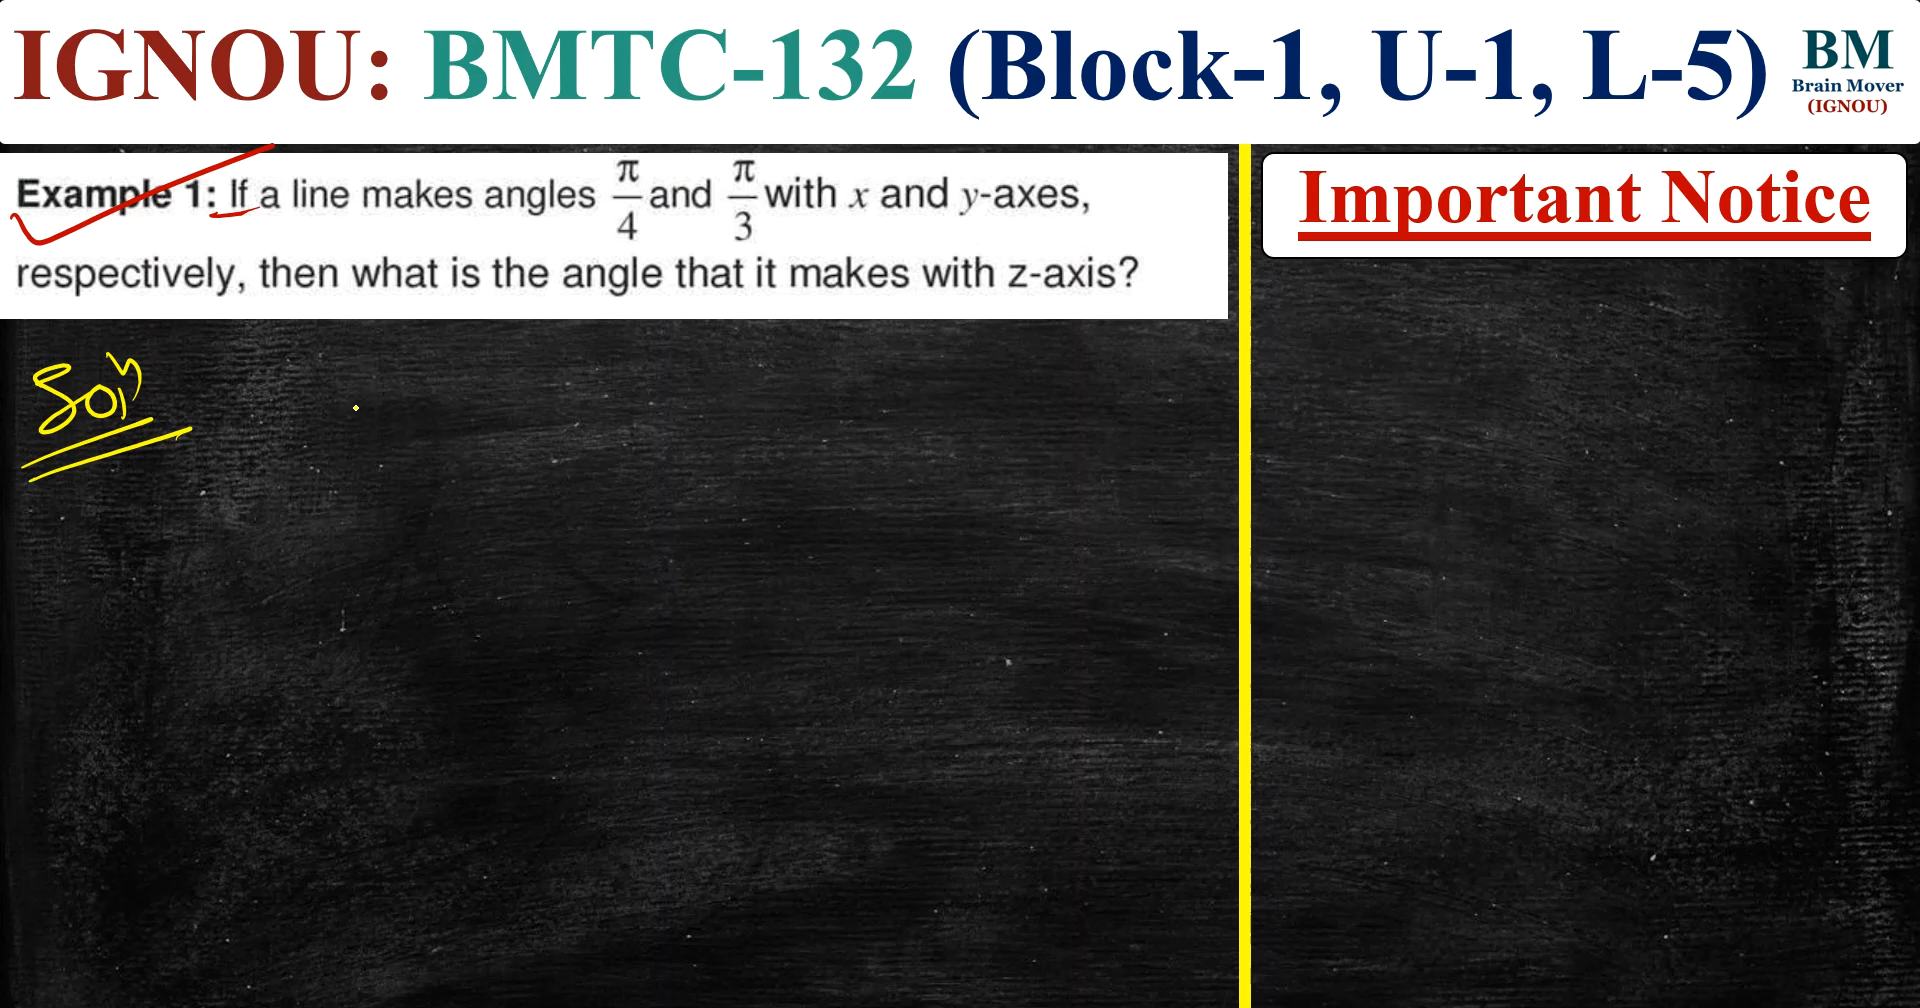 IGNOU: BMTC-132 (Block-1, U-1, L-5)
BM
Brain Mover
(IGNOU)
Example 1: If a line makes angles π/4 and π/3 with x and y-axes,
respectively, then what is the angle that it makes with z-axis?
Important Notice
Solⁿ